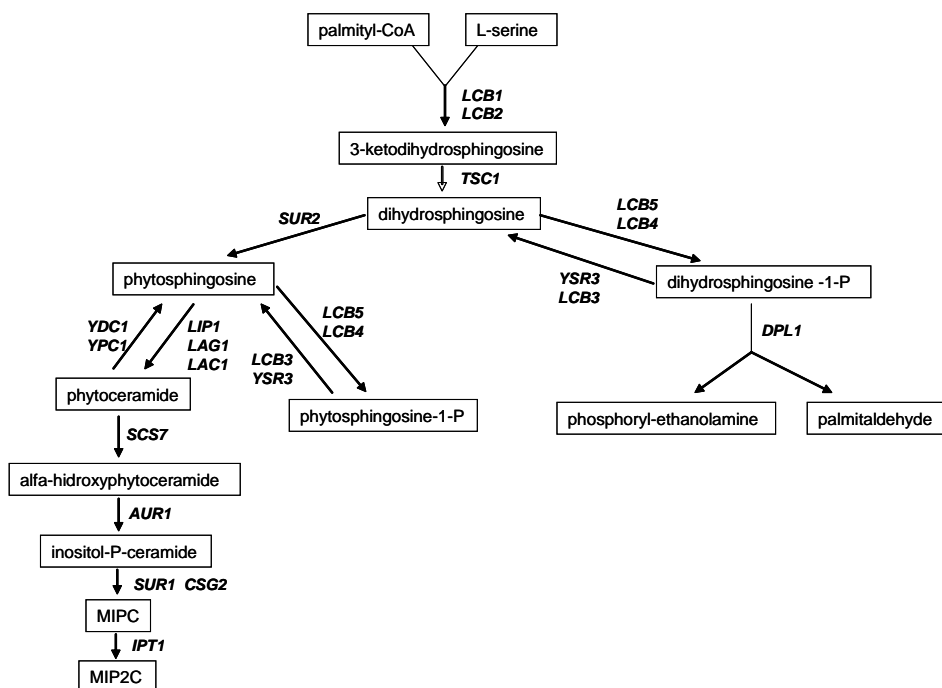 palmityl-CoA
L-serine
LCB1
LCB2
3-ketodihydrosphingosine
TSC1
dihydrosphingosine
SUR2
LCB5
LCB4
phytosphingosine
YSR3
LCB3
dihydrosphingosine -1-P
YDC1
YPC1
LIP1
LAG1
LAC1
LCB3
YSR3
LCB5
LCB4
DPL1
phytoceramide
phytosphingosine-1-P
phosphoryl-ethanolamine
palmitaldehyde
SCS7
alfa-hidroxyphytoceramide
AUR1
inositol-P-ceramide
SUR1 CSG2
MIPC
IPT1
MIP2C